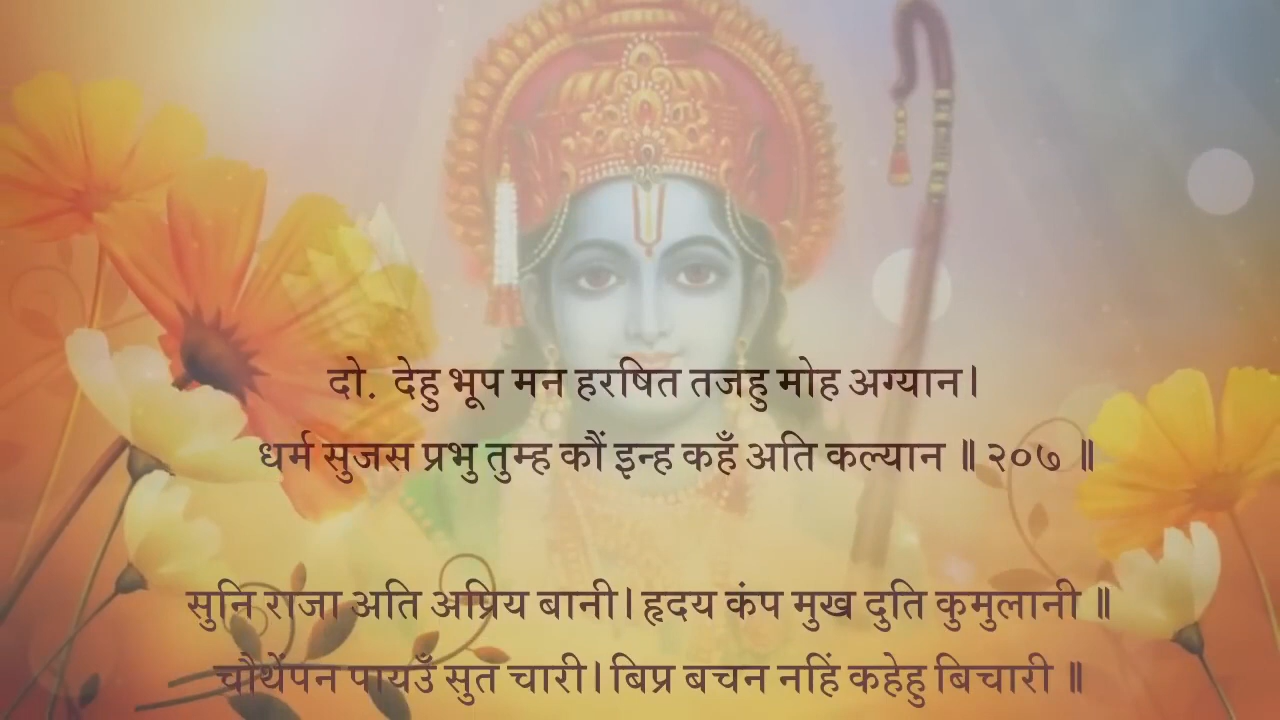 दो. देहु भूप मन हरषित तजहु मोह अग्यान।
धर्म सुजस प्रभु तुम्ह कौं इन्ह कहँ अति कल्यान ॥ २०७ ॥
सुनि राजा अति अप्रिय बानी। हृदय कंप मुख दुति कुमुलानी ॥
चौथेंपन पायउँ सुत चारी। बिप्र बचन नहिं कहेहु बिचारी ॥